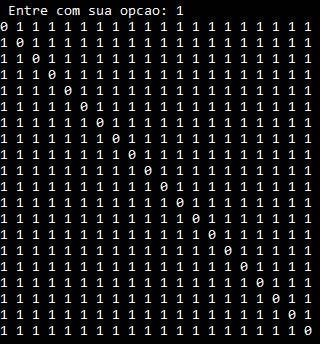 Entre com sua opcao: 1
0 1 1 1 1 1 1 1 1 1 1 1 1 1 1 1 1 1 1 1
1 0 1 1 1 1 1 1 1 1 1 1 1 1 1 1 1 1 1 1
1 1 0 1 1 1 1 1 1 1 1 1 1 1 1 1 1 1 1 1
1 1 1 0 1 1 1 1 1 1 1 1 1 1 1 1 1 1 1 1
1 1 1 1 0 1 1 1 1 1 1 1 1 1 1 1 1 1 1 1
1 1 1 1 1 0 1 1 1 1 1 1 1 1 1 1 1 1 1 1
1 1 1 1 1 1 0 1 1 1 1 1 1 1 1 1 1 1 1 1
1 1 1 1 1 1 1 0 1 1 1 1 1 1 1 1 1 1 1 1
1 1 1 1 1 1 1 1 0 1 1 1 1 1 1 1 1 1 1 1
1 1 1 1 1 1 1 1 1 0 1 1 1 1 1 1 1 1 1 1
1 1 1 1 1 1 1 1 1 1 0 1 1 1 1 1 1 1 1 1
1 1 1 1 1 1 1 1 1 1 1 0 1 1 1 1 1 1 1 1
1 1 1 1 1 1 1 1 1 1 1 1 0 1 1 1 1 1 1 1
1 1 1 1 1 1 1 1 1 1 1 1 1 0 1 1 1 1 1 1
1 1 1 1 1 1 1 1 1 1 1 1 1 1 0 1 1 1 1 1
1 1 1 1 1 1 1 1 1 1 1 1 1 1 1 0 1 1 1 1
1 1 1 1 1 1 1 1 1 1 1 1 1 1 1 1 0 1 1 1
1 1 1 1 1 1 1 1 1 1 1 1 1 1 1 1 1 0 1 1
1 1 1 1 1 1 1 1 1 1 1 1 1 1 1 1 1 1 0 1
1 1 1 1 1 1 1 1 1 1 1 1 1 1 1 1 1 1 1 0